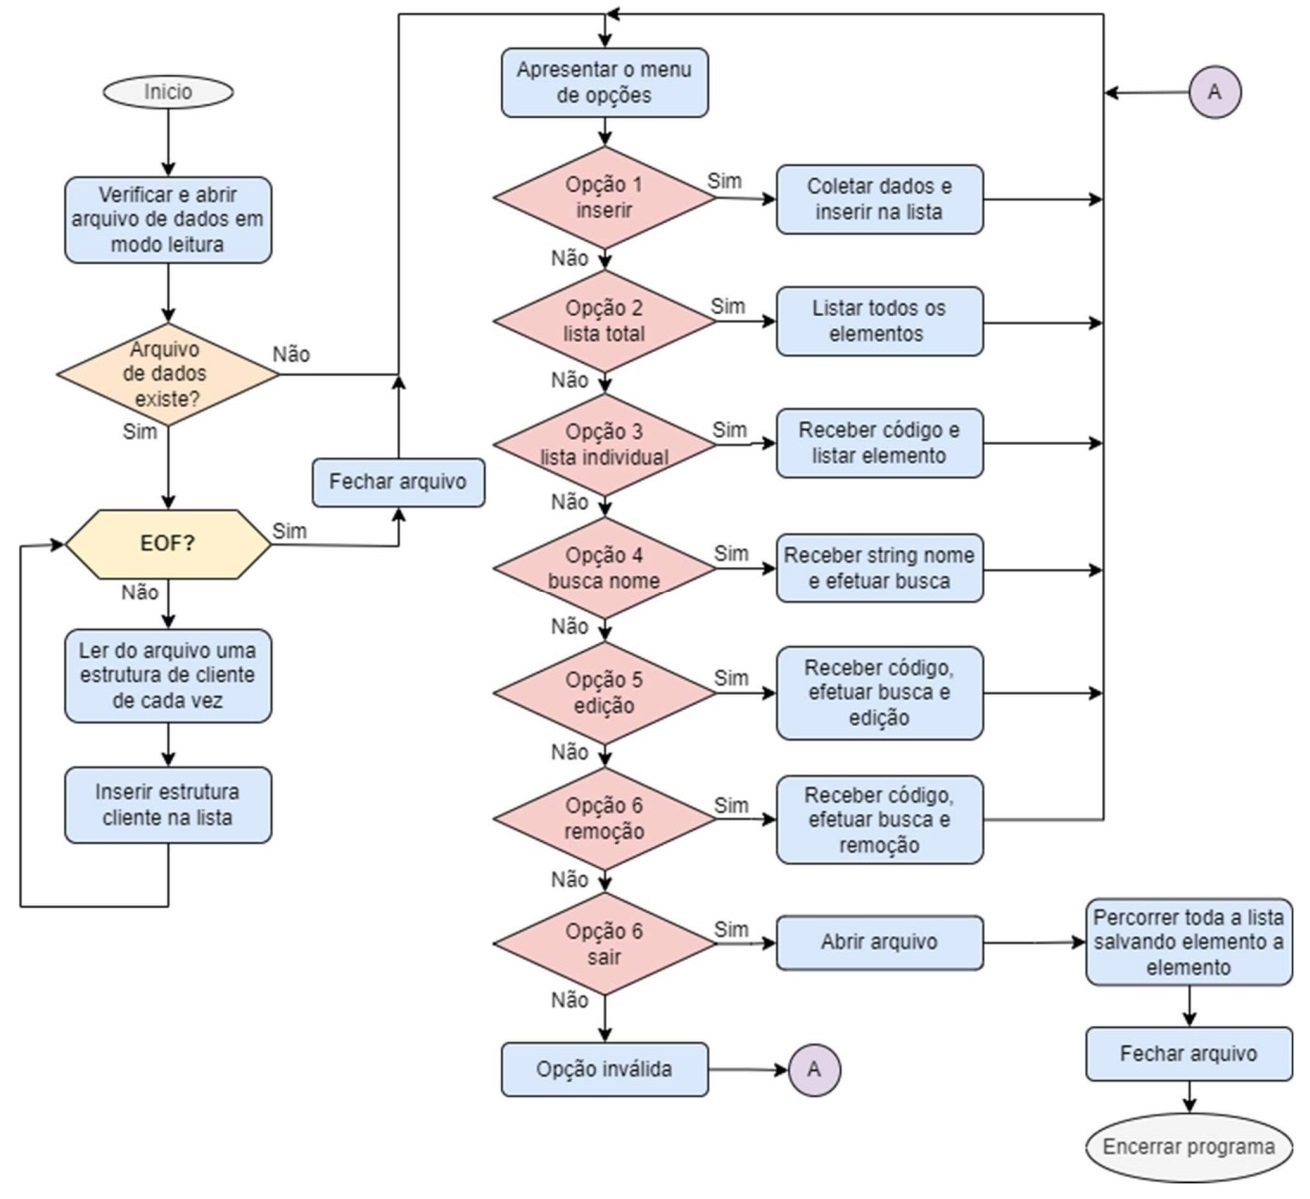 Inicio
Verificar e abrir
arquivo de dados em
modo leitura
Arquivo
de dados
existe?
Não
Sim
Fechar arquivo
EOF?
Sim
Não
Ler do arquivo uma
estrutura de cliente
de cada vez
Inserir estrutura
cliente na lista
Apresentar o menu
de opções
A
Opção 1
inserir
Sim
Coletar dados e
inserir na lista
Não
Opção 2
lista total
Sim
Listar todos os
elementos
Não
Opção 3
lista individual
Sim
Receber código e
listar elemento
Não
Opção 4
busca nome
Sim
Receber string nome
e efetuar busca
Não
Opção 5
edição
Sim
Receber código,
efetuar busca e
edição
Não
Opção 6
remoção
Sim
Receber código,
efetuar busca e
remoção
Não
Opção 6
sair
Sim
Abrir arquivo
Percorrer toda a lista
salvando elemento a
elemento
Não
Opção inválida
A
Fechar arquivo
Encerrar programa